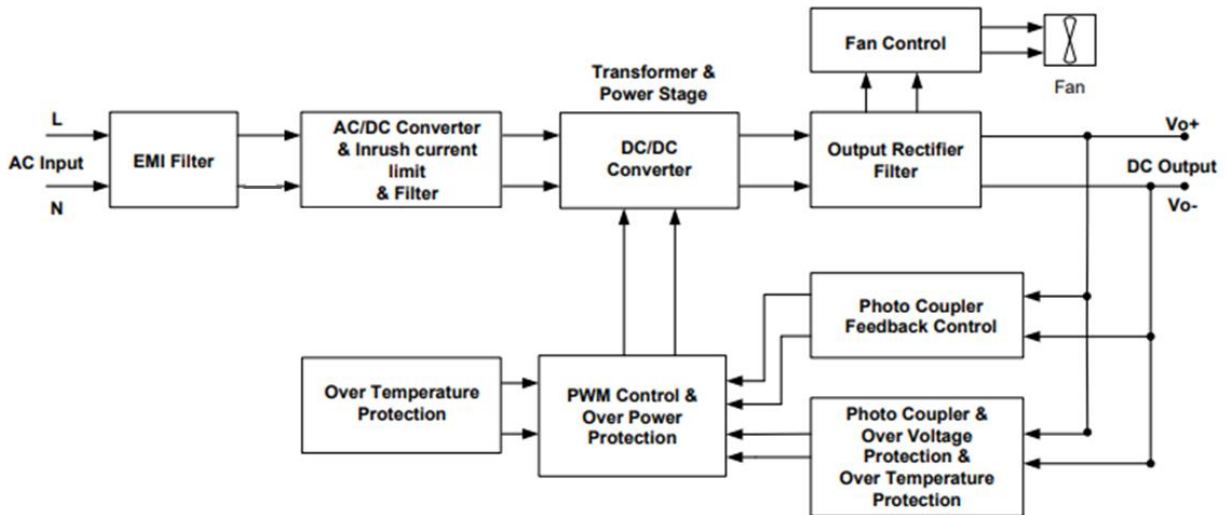 Fan Control
Fan
Transformer &
Power Stage
L
AC Input
N
EMI Filter
AC/DC Converter
& Inrush current
limit
& Filter
DC/DC
Converter
Output Rectifier
Filter
Vo+
DC Output
Vo-
Photo Coupler
Feedback Control
Over Temperature
Protection
PWM Control &
Over Power
Protection
Photo Coupler &
Over Voltage
Protection &
Over Temperature
Protection